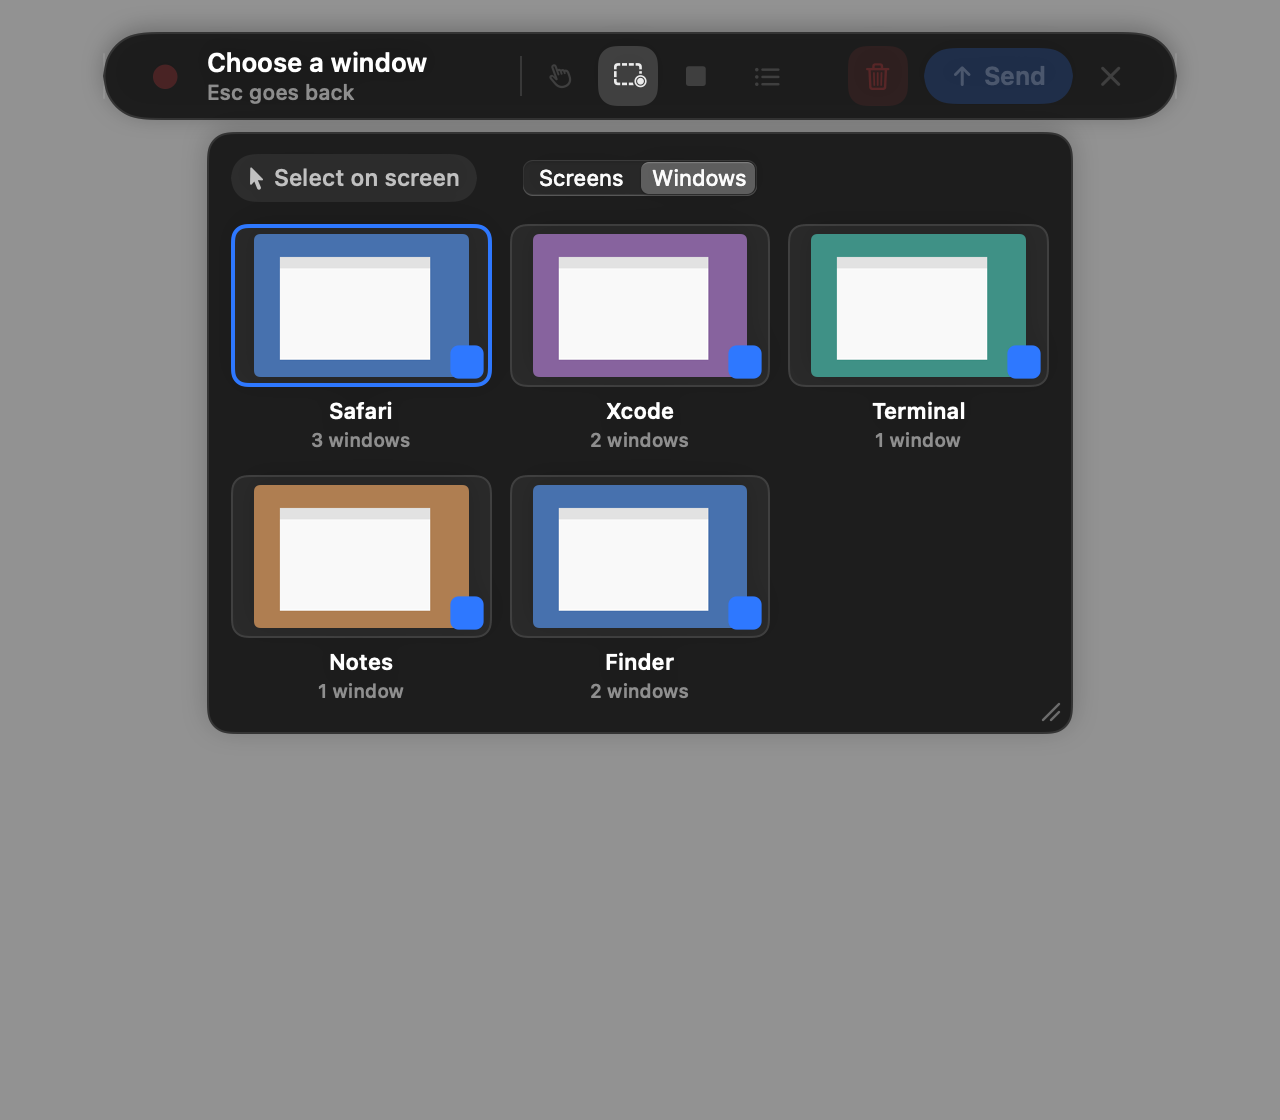 Choose a window
Esc goes back
Send
Select on screen
Screens
Windows
Safari
3 windows
Xcode
2 windows
Terminal
1 window
Notes
1 window
Finder
2 windows